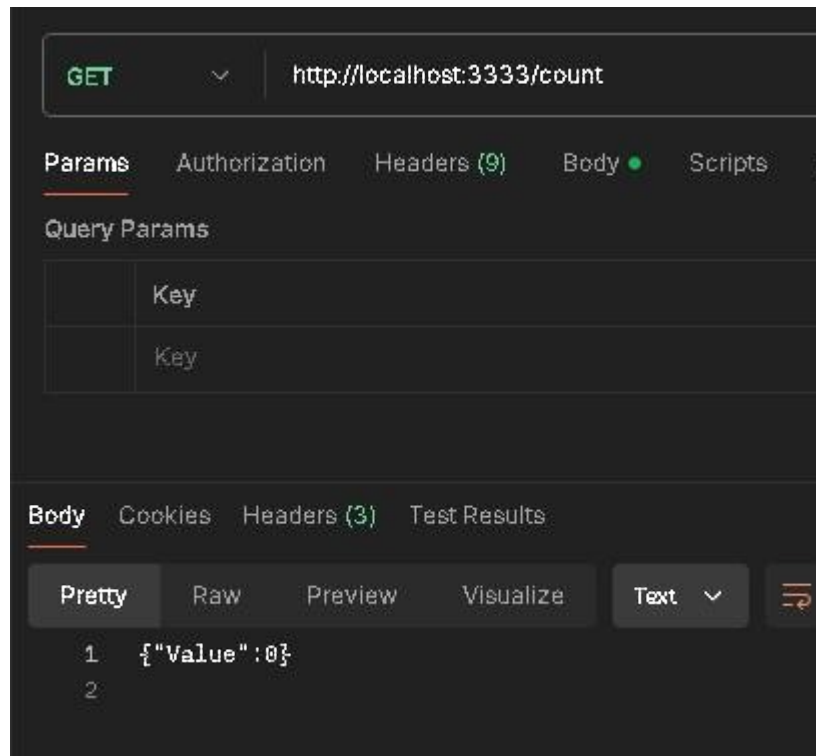 GET http://localhost:3333/count
Params Authorization Headers (9) Body Scripts
Query Params
Key
Key
Body Cookies Headers (3) Test Results
Pretty Raw Preview Visualize Text
1 {"Value":0}
2